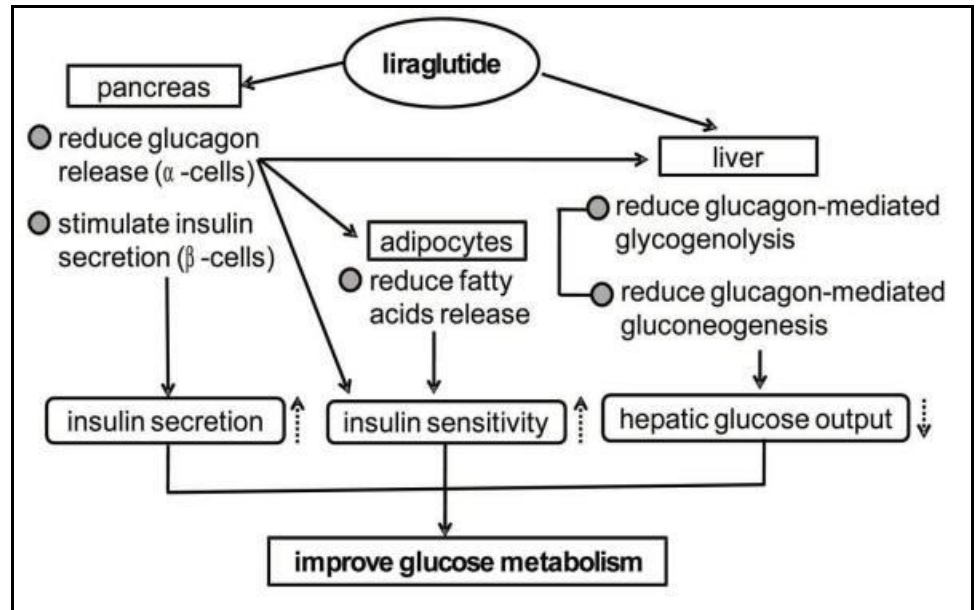 liraglutide
pancreas
reduce glucagon
release (α-cells)
stimulate insulin
secretion (β-cells)
adipocytes
reduce fatty
acids release
liver
reduce glucagon-mediated
glycogenolysis
reduce glucagon-mediated
gluconeogenesis
insulin secretion
insulin sensitivity
hepatic glucose output
improve glucose metabolism